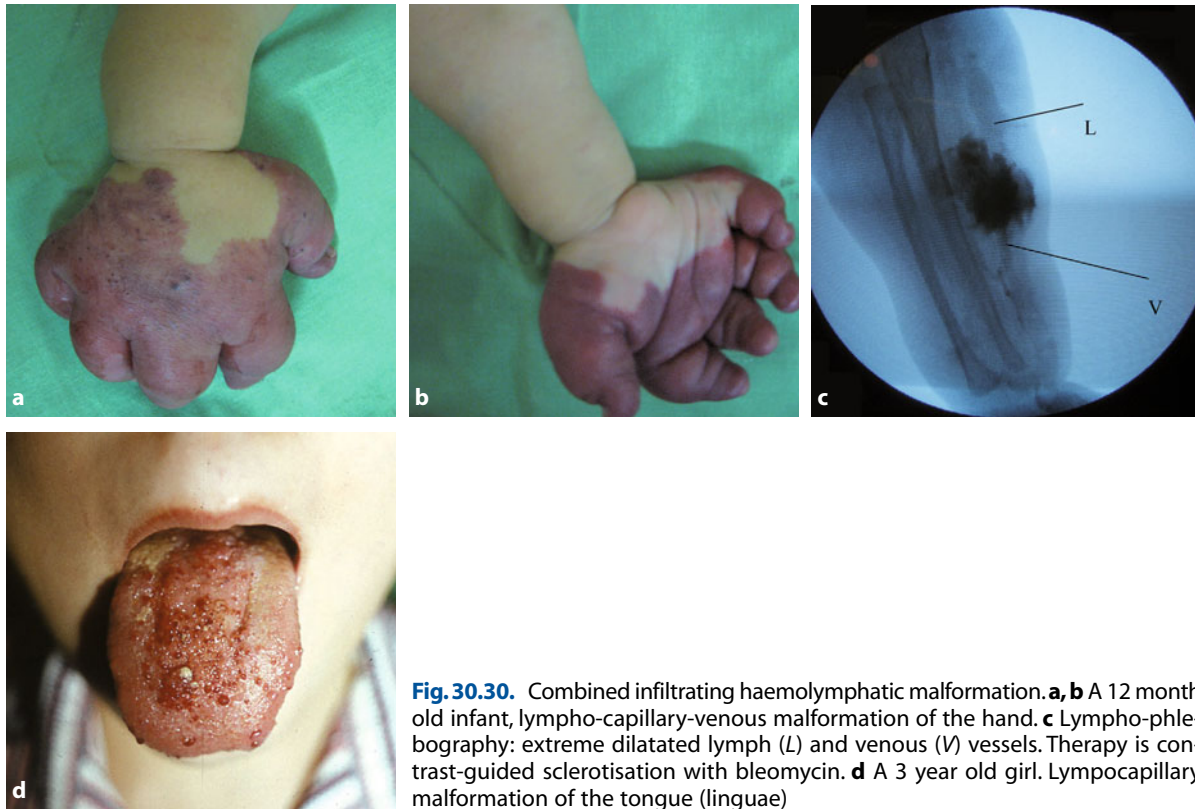 a
b
c
L
V
d
Fig. 30.30. Combined infiltrating haemolymphatic malformation. a, b A 12 month
old infant, lympho-capillary-venous malformation of the hand. c Lympho-phle-
bography: extreme dilatated lymph (L) and venous (V) vessels. Therapy is con-
trast-guided sclerotisation with bleomycin. d A 3 year old girl. Lympocapillary
malformation of the tongue (linguae)